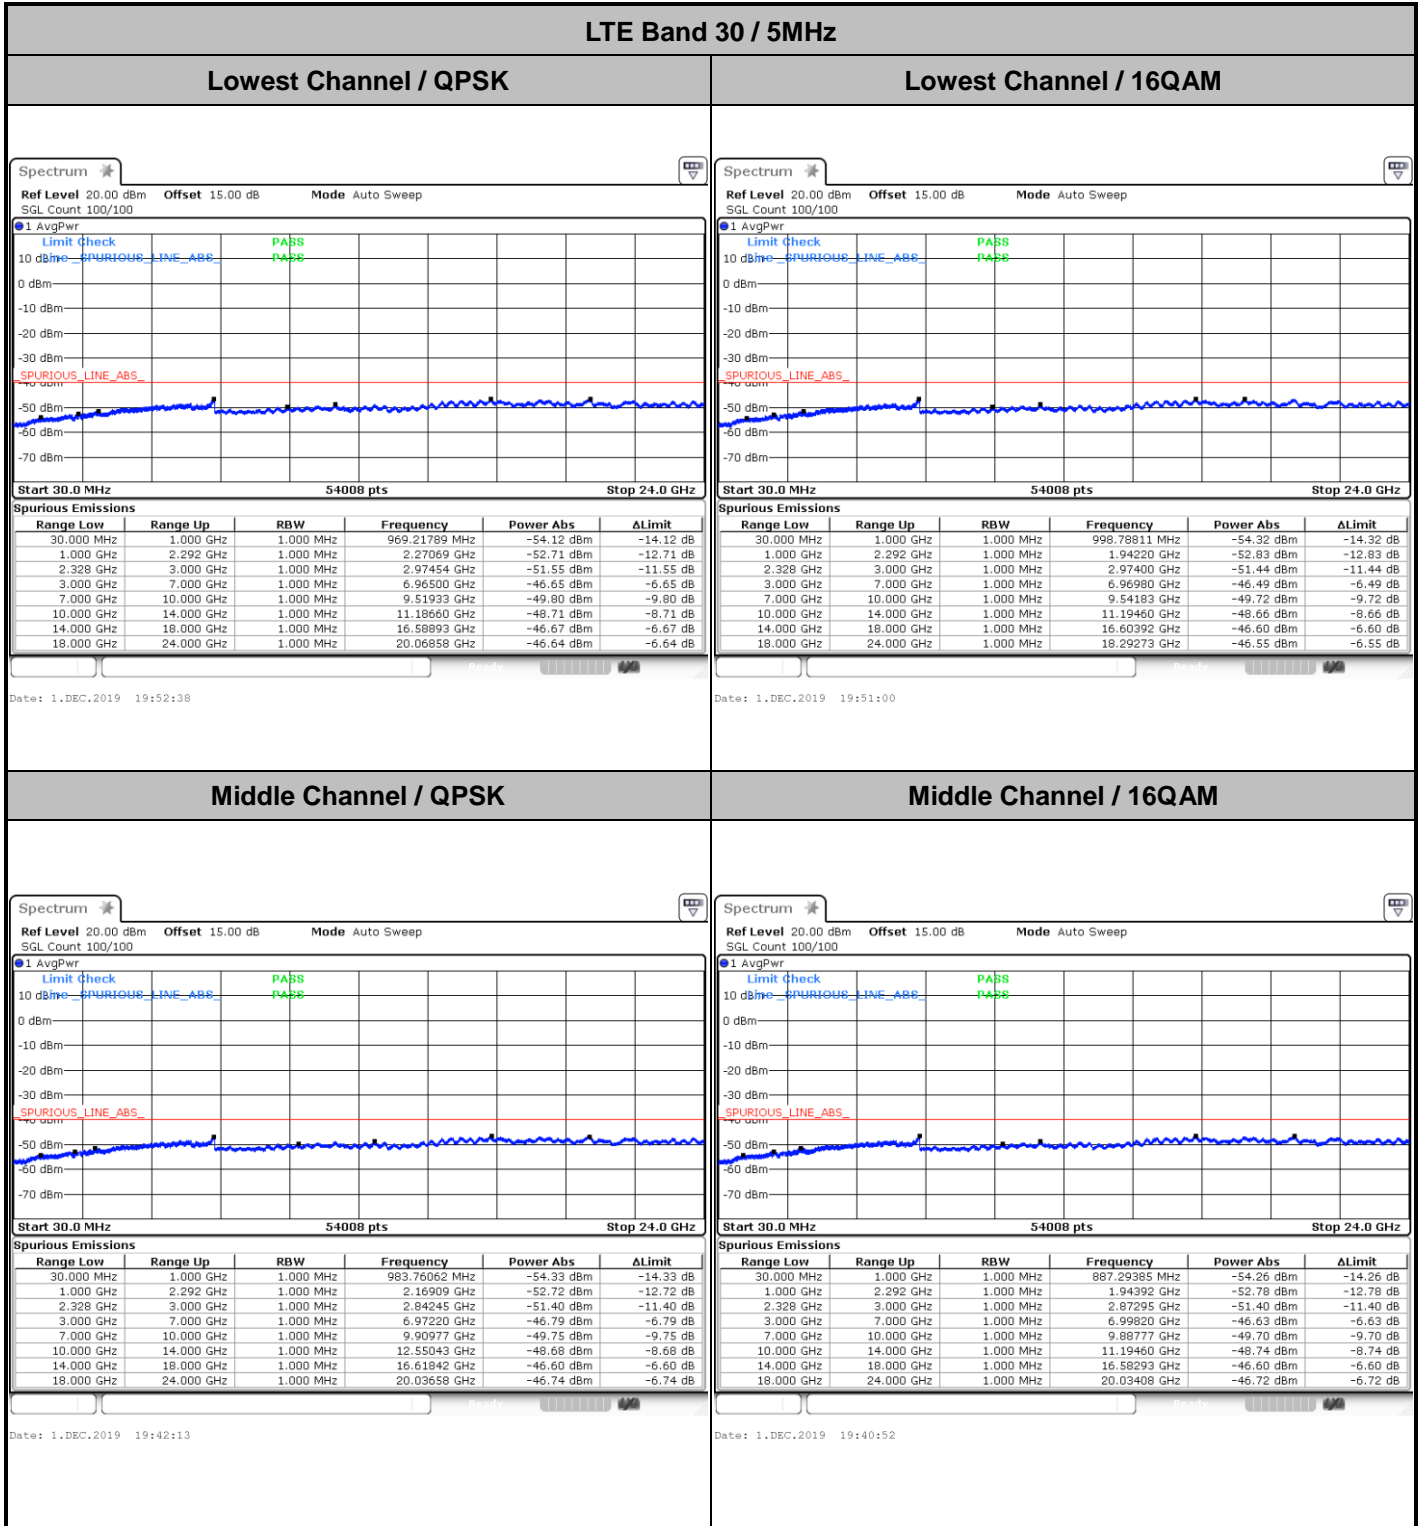 LTE Band 30 / 5MHz
Lowest Channel / QPSK
Lowest Channel / 16QAM
Spectrum
Ref Level 20.00 dBm Offset 15.00 dB Mode Auto Sweep
SGL Count 100/100
1 AvgPwr
Limit Check PASS
10 dBm Line _SPURIOUS_LINE_ABS_ PASS
0 dBm
-10 dBm
-20 dBm
-30 dBm
_SPURIOUS_LINE_ABS_
-40 dBm
-50 dBm
-60 dBm
-70 dBm
Start 30.0 MHz 54008 pts Stop 24.0 GHz
Spurious Emissions
Range Low Range Up RBW Frequency Power Abs ΔLimit
30.000 MHz 1.000 GHz 1.000 MHz 969.21789 MHz -54.12 dBm -14.12 dB
1.000 GHz 2.292 GHz 1.000 MHz 2.27069 GHz -52.71 dBm -12.71 dB
2.328 GHz 3.000 GHz 1.000 MHz 2.97454 GHz -51.55 dBm -11.55 dB
3.000 GHz 7.000 GHz 1.000 MHz 6.96500 GHz -46.65 dBm -6.65 dB
7.000 GHz 10.000 GHz 1.000 MHz 9.51933 GHz -49.80 dBm -9.80 dB
10.000 GHz 14.000 GHz 1.000 MHz 11.18660 GHz -48.71 dBm -8.71 dB
14.000 GHz 18.000 GHz 1.000 MHz 16.58893 GHz -46.67 dBm -6.67 dB
18.000 GHz 24.000 GHz 1.000 MHz 20.06858 GHz -46.64 dBm -6.64 dB
Ready
Date: 1.DEC.2019 19:52:38
Spectrum
Ref Level 20.00 dBm Offset 15.00 dB Mode Auto Sweep
SGL Count 100/100
1 AvgPwr
Limit Check PASS
10 dBm Line _SPURIOUS_LINE_ABS_ PASS
0 dBm
-10 dBm
-20 dBm
-30 dBm
_SPURIOUS_LINE_ABS_
-40 dBm
-50 dBm
-60 dBm
-70 dBm
Start 30.0 MHz 54008 pts Stop 24.0 GHz
Spurious Emissions
Range Low Range Up RBW Frequency Power Abs ΔLimit
30.000 MHz 1.000 GHz 1.000 MHz 998.78811 MHz -54.32 dBm -14.32 dB
1.000 GHz 2.292 GHz 1.000 MHz 1.94220 GHz -52.83 dBm -12.83 dB
2.328 GHz 3.000 GHz 1.000 MHz 2.97400 GHz -51.44 dBm -11.44 dB
3.000 GHz 7.000 GHz 1.000 MHz 6.96980 GHz -46.49 dBm -6.49 dB
7.000 GHz 10.000 GHz 1.000 MHz 9.54183 GHz -49.72 dBm -9.72 dB
10.000 GHz 14.000 GHz 1.000 MHz 11.19460 GHz -48.66 dBm -8.66 dB
14.000 GHz 18.000 GHz 1.000 MHz 16.60392 GHz -46.60 dBm -6.60 dB
18.000 GHz 24.000 GHz 1.000 MHz 18.29273 GHz -46.55 dBm -6.55 dB
Ready
Date: 1.DEC.2019 19:51:00
Middle Channel / QPSK
Middle Channel / 16QAM
Spectrum
Ref Level 20.00 dBm Offset 15.00 dB Mode Auto Sweep
SGL Count 100/100
1 AvgPwr
Limit Check PASS
10 dBm Line _SPURIOUS_LINE_ABS_ PASS
0 dBm
-10 dBm
-20 dBm
-30 dBm
_SPURIOUS_LINE_ABS_
-40 dBm
-50 dBm
-60 dBm
-70 dBm
Start 30.0 MHz 54008 pts Stop 24.0 GHz
Spurious Emissions
Range Low Range Up RBW Frequency Power Abs ΔLimit
30.000 MHz 1.000 GHz 1.000 MHz 983.76062 MHz -54.33 dBm -14.33 dB
1.000 GHz 2.292 GHz 1.000 MHz 2.16909 GHz -52.72 dBm -12.72 dB
2.328 GHz 3.000 GHz 1.000 MHz 2.84245 GHz -51.40 dBm -11.40 dB
3.000 GHz 7.000 GHz 1.000 MHz 6.97220 GHz -46.79 dBm -6.79 dB
7.000 GHz 10.000 GHz 1.000 MHz 9.90977 GHz -49.75 dBm -9.75 dB
10.000 GHz 14.000 GHz 1.000 MHz 12.55043 GHz -48.68 dBm -8.68 dB
14.000 GHz 18.000 GHz 1.000 MHz 16.61842 GHz -46.60 dBm -6.60 dB
18.000 GHz 24.000 GHz 1.000 MHz 20.03658 GHz -46.74 dBm -6.74 dB
Ready
Date: 1.DEC.2019 19:42:13
Spectrum
Ref Level 20.00 dBm Offset 15.00 dB Mode Auto Sweep
SGL Count 100/100
1 AvgPwr
Limit Check PASS
10 dBm Line _SPURIOUS_LINE_ABS_ PASS
0 dBm
-10 dBm
-20 dBm
-30 dBm
_SPURIOUS_LINE_ABS_
-40 dBm
-50 dBm
-60 dBm
-70 dBm
Start 30.0 MHz 54008 pts Stop 24.0 GHz
Spurious Emissions
Range Low Range Up RBW Frequency Power Abs ΔLimit
30.000 MHz 1.000 GHz 1.000 MHz 887.29385 MHz -54.26 dBm -14.26 dB
1.000 GHz 2.292 GHz 1.000 MHz 1.94392 GHz -52.78 dBm -12.78 dB
2.328 GHz 3.000 GHz 1.000 MHz 2.87295 GHz -51.40 dBm -11.40 dB
3.000 GHz 7.000 GHz 1.000 MHz 6.99820 GHz -46.63 dBm -6.63 dB
7.000 GHz 10.000 GHz 1.000 MHz 9.88777 GHz -49.70 dBm -9.70 dB
10.000 GHz 14.000 GHz 1.000 MHz 11.19460 GHz -48.74 dBm -8.74 dB
14.000 GHz 18.000 GHz 1.000 MHz 16.58293 GHz -46.60 dBm -6.60 dB
18.000 GHz 24.000 GHz 1.000 MHz 20.03408 GHz -46.72 dBm -6.72 dB
Ready
Date: 1.DEC.2019 19:40:52